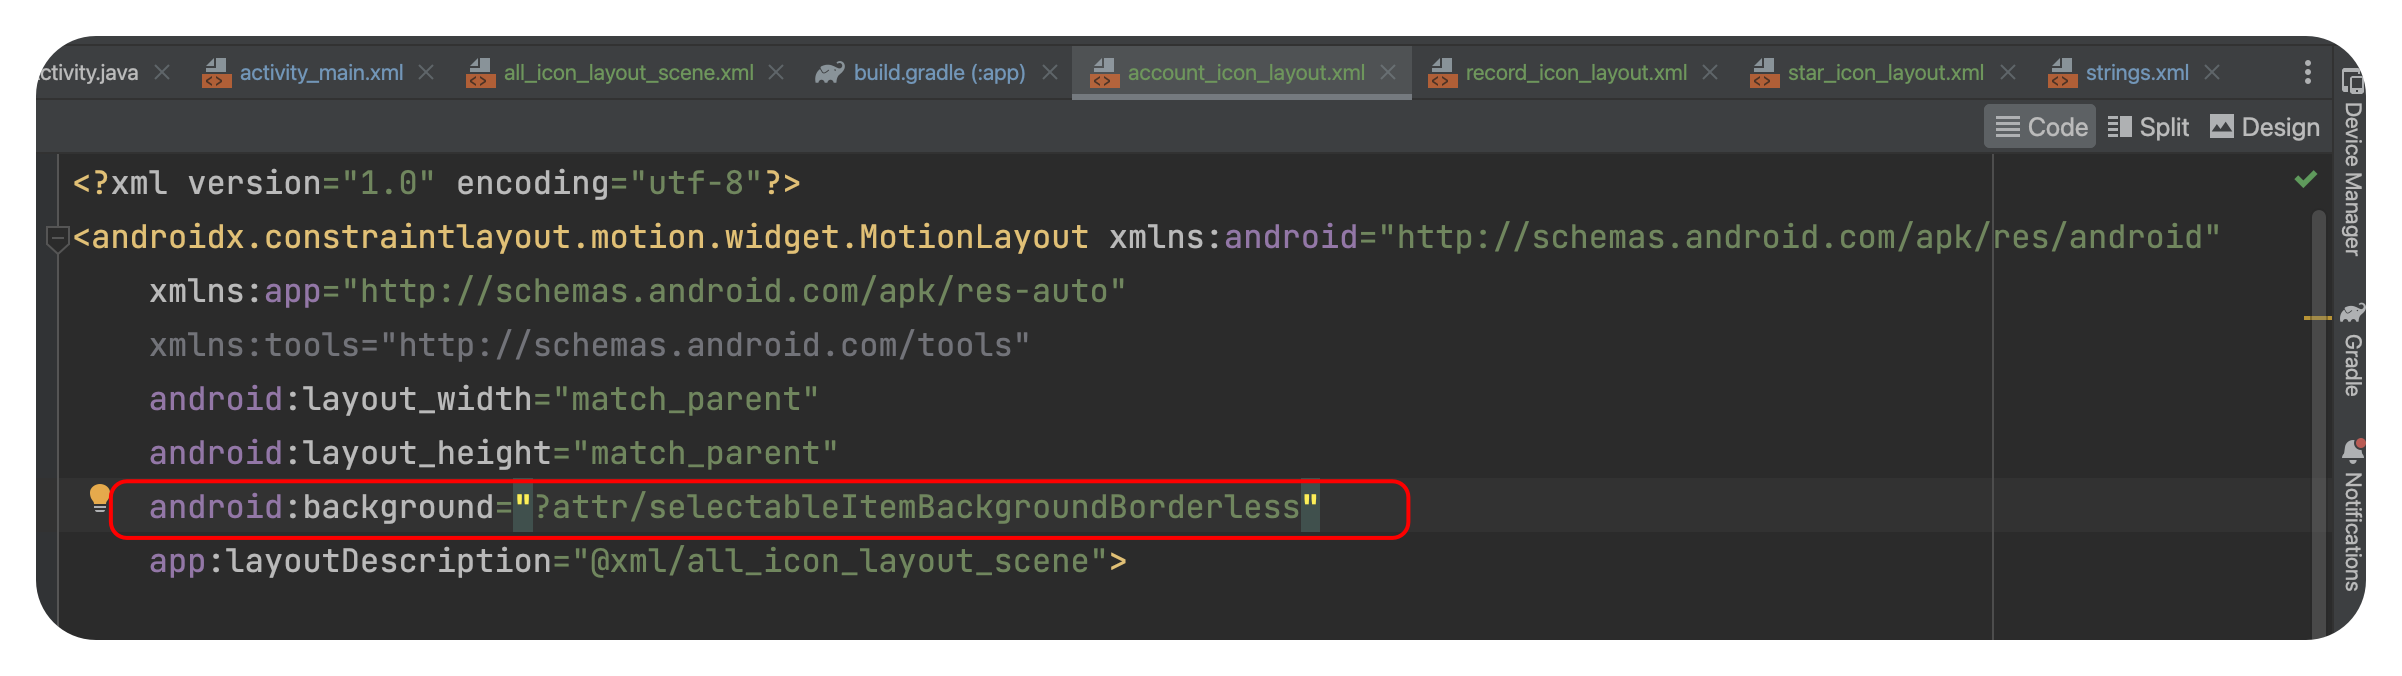 ctivity.java activity_main.xml all_icon_layout_scene.xml build.gradle (:app) account_icon_layout.xml record_icon_layout.xml star_icon_layout.xml strings.xml
Code Split Design
<?xml version="1.0" encoding="utf-8"?>
<androidx.constraintlayout.motion.widget.MotionLayout xmlns:android="http://schemas.android.com/apk/res/android"
xmlns:app="http://schemas.android.com/apk/res-auto"
xmlns:tools="http://schemas.android.com/tools"
android:layout_width="match_parent"
android:layout_height="match_parent"
android:background="?attr/selectableItemBackgroundBorderless"
app:layoutDescription="@xml/all_icon_layout_scene">
Device Manager
Gradle
Notifications